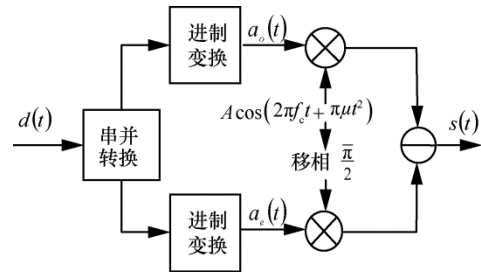 进制
变换
a_o(t)
d(t)
串并
转换
A cos(2πf_ct + πμt²)
s(t)
移相 π̅/2
进制
变换
a_e(t)